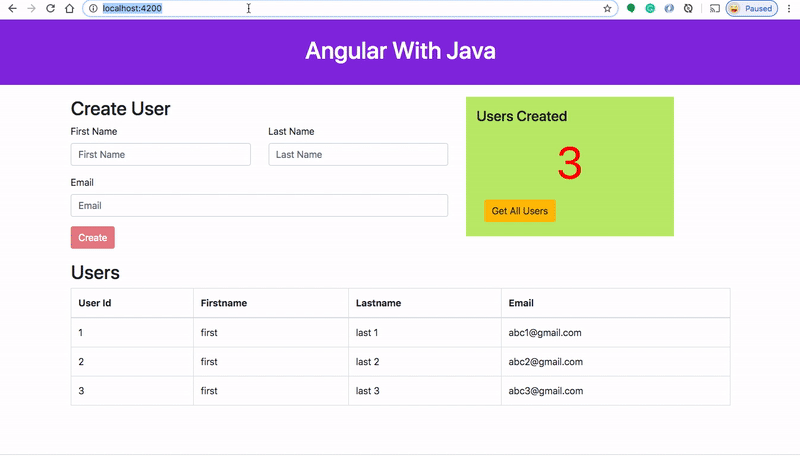 localhost:4200
Paused
Angular With Java
Create User
First Name
Last Name
First Name
Last Name
Email
Email
Create
Users Created
3
Get All Users
Users
User Id Firstname Lastname Email
1 first last 1 abc1@gmail.com
2 first last 2 abc2@gmail.com
3 first last 3 abc3@gmail.com